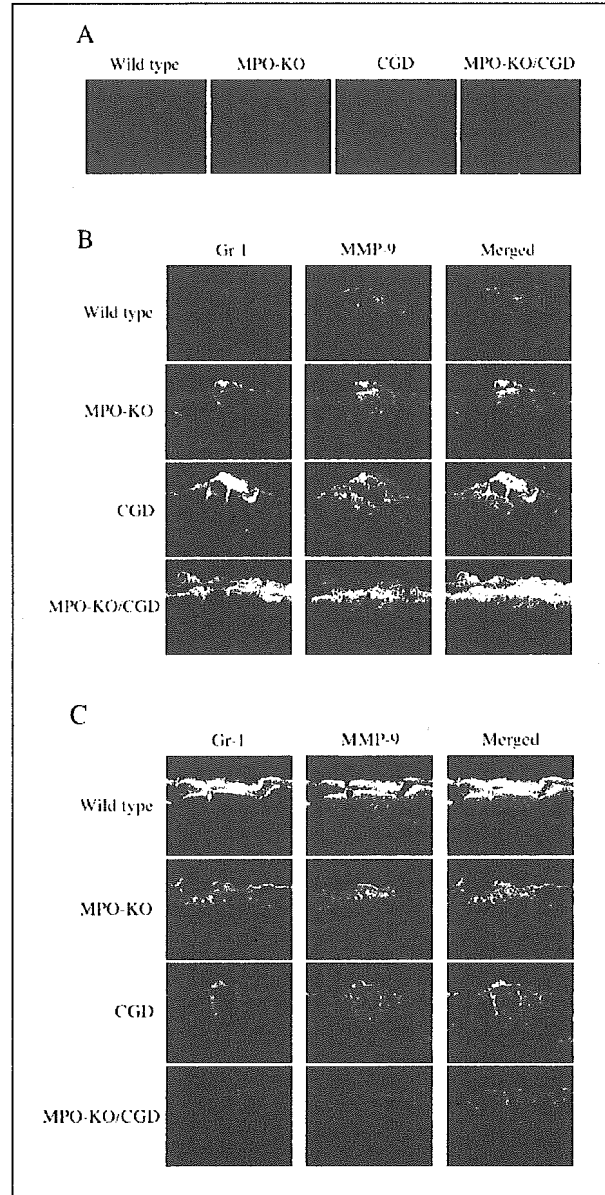 A
Wild type MPO-KO CGD MPO-KO/CGD
B
Gr-1 MMP-9 Merged
Wild type
MPO-KO
CGD
MPO-KO/CGD
C
Gr-1 MMP-9 Merged
Wild type
MPO-KO
CGD
MPO-KO/CGD